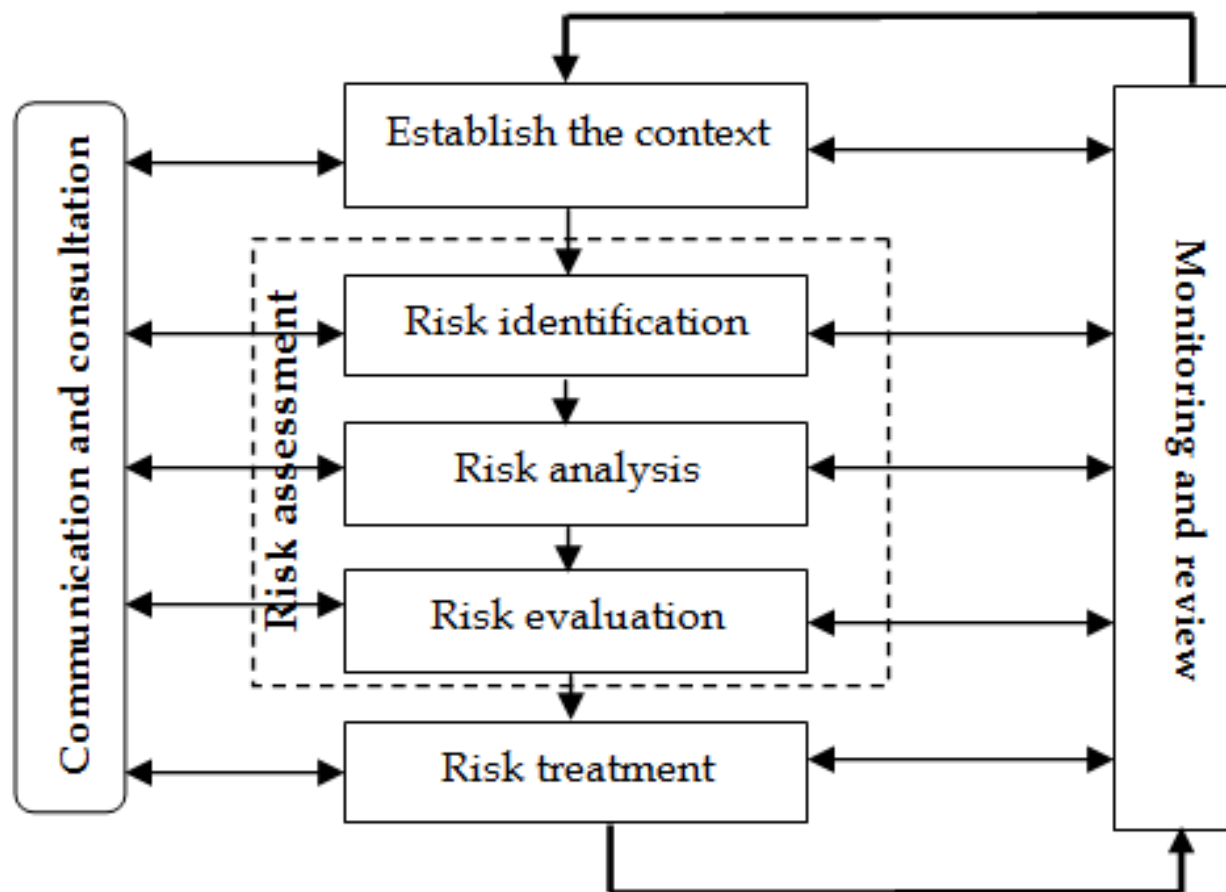 Communication and consultation
Establish the context
Risk assessment
Risk identification
Risk analysis
Risk evaluation
Risk treatment
Monitoring and review